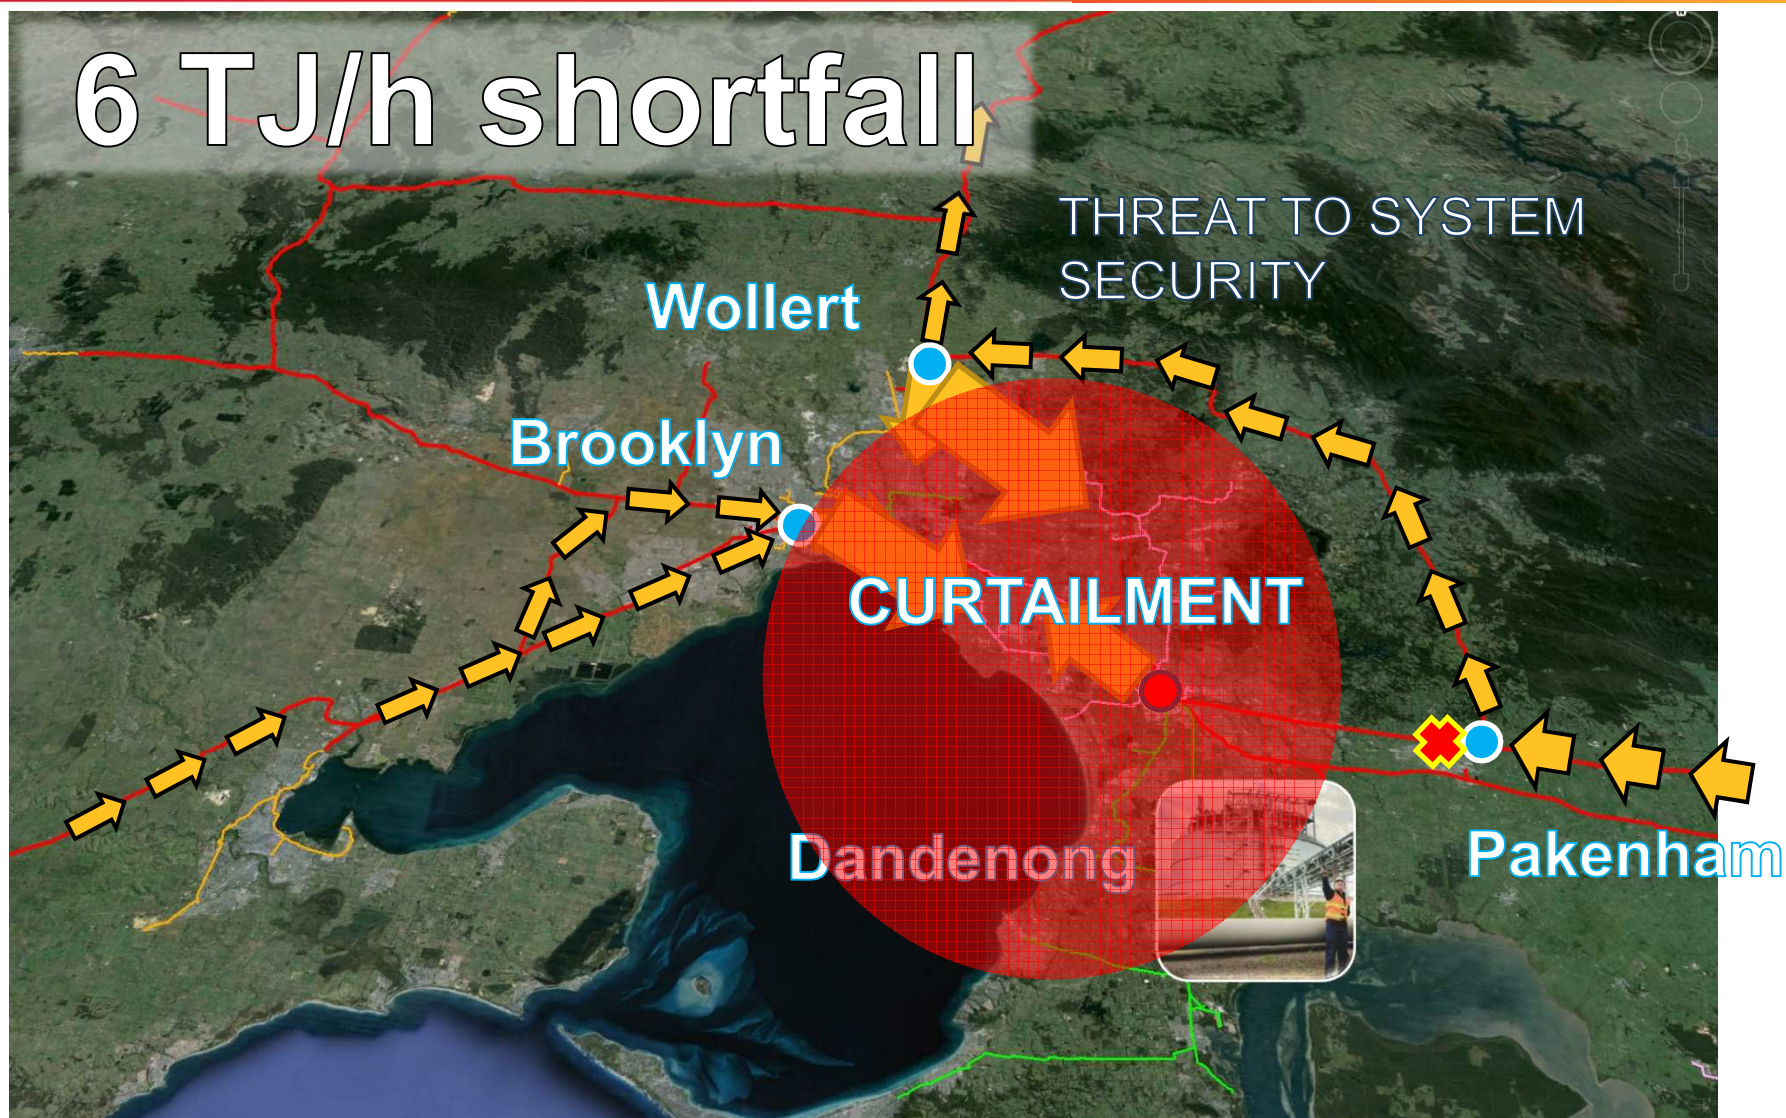 6 TJ/h shortfall
THREAT TO SYSTEM
SECURITY
Wollert
Brooklyn
CURTAILMENT
Dandenong
Pakenham